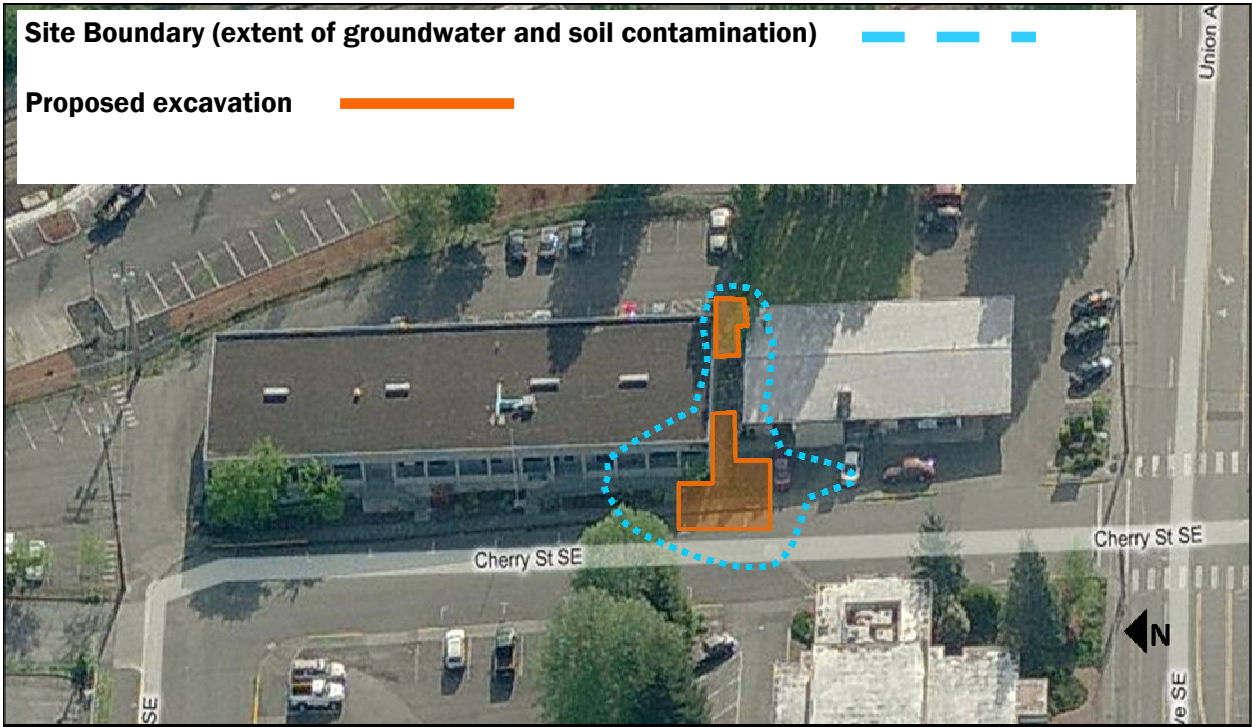 Site Boundary (extent of groundwater and soil contamination)
Proposed excavation
Union A
Cherry St SE
Cherry St SE
N
SE
ve SE